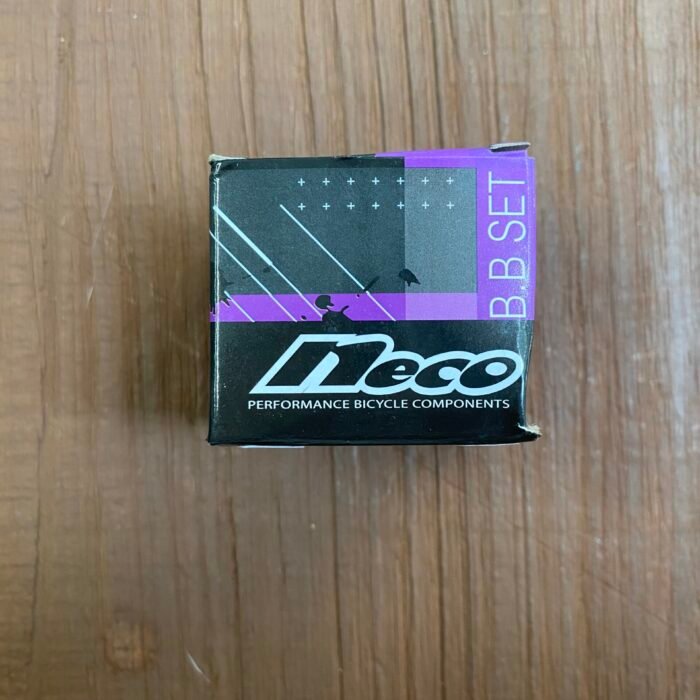 B.B SET
neco
PERFORMANCE BICYCLE COMPONENTS